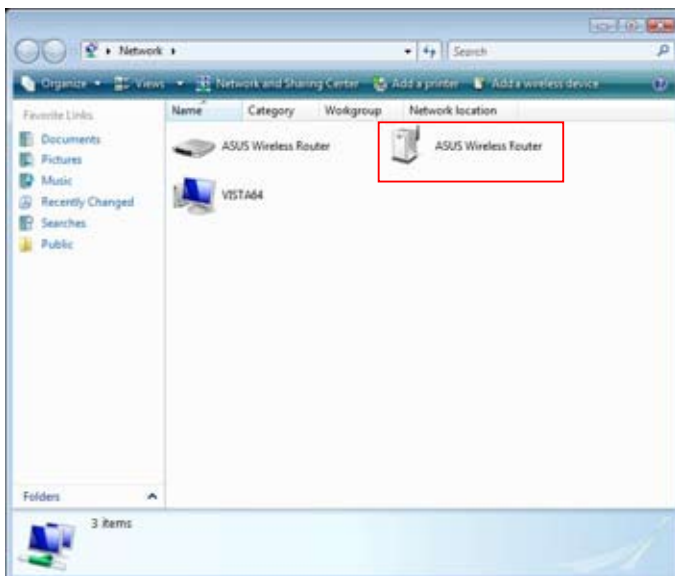 Network
Search
Organize
Views
Network and Sharing Center
Add a printer
Add a wireless device
Favorite Links
Documents
Pictures
Music
Recently Changed
Searches
Public
Folders
Name
Category
Workgroup
Network location
ASUS Wireless Router
ASUS Wireless Router
VISTA64
3 items